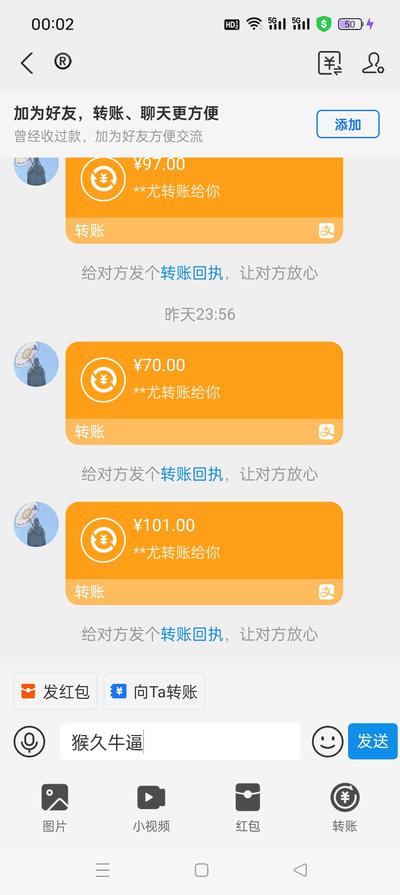 00:02
HD 5G 5G 50
®
加为好友，转账、聊天更方便
曾经收过款，加为好友方便交流
添加
¥97.00
**尤转账给你
转账
支
给对方发个转账回执，让对方放心
昨天23:56
¥70.00
**尤转账给你
转账
支
给对方发个转账回执，让对方放心
¥101.00
**尤转账给你
转账
支
给对方发个转账回执，让对方放心
发红包
向Ta转账
猴久牛逼
发送
图片
小视频
红包
转账